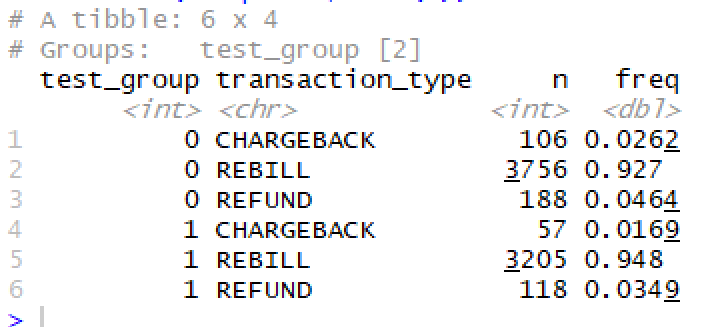 # A tibble: 6 x 4
# Groups: test_group [2]
test_group transaction_type n freq
<int> <chr> <int> <dbl>
1 0 CHARGEBACK 106 0.0262
2 0 REBILL 3756 0.927
3 0 REFUND 188 0.0464
4 1 CHARGEBACK 57 0.0169
5 1 REBILL 3205 0.948
6 1 REFUND 118 0.0349
>